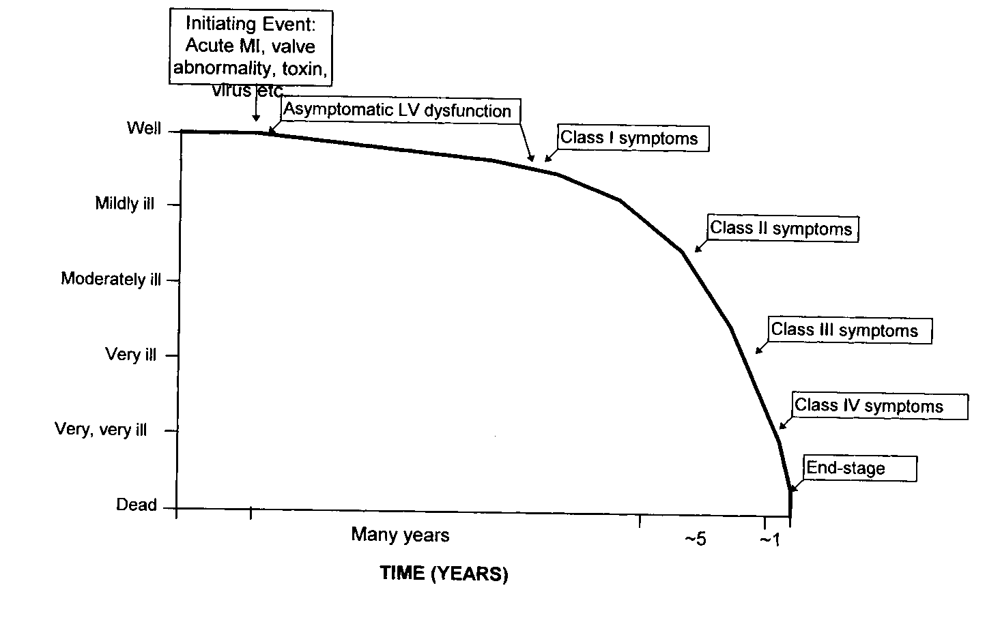 Initiating Event:
Acute MI, valve
abnormality, toxin,
virus etc
Asymptomatic LV dysfunction
Well
Class I symptoms
Mildly ill
Class II symptoms
Moderately ill
Class III symptoms
Very ill
Class IV symptoms
Very, very ill
End-stage
Dead
Many years
~5
~1
TIME (YEARS)